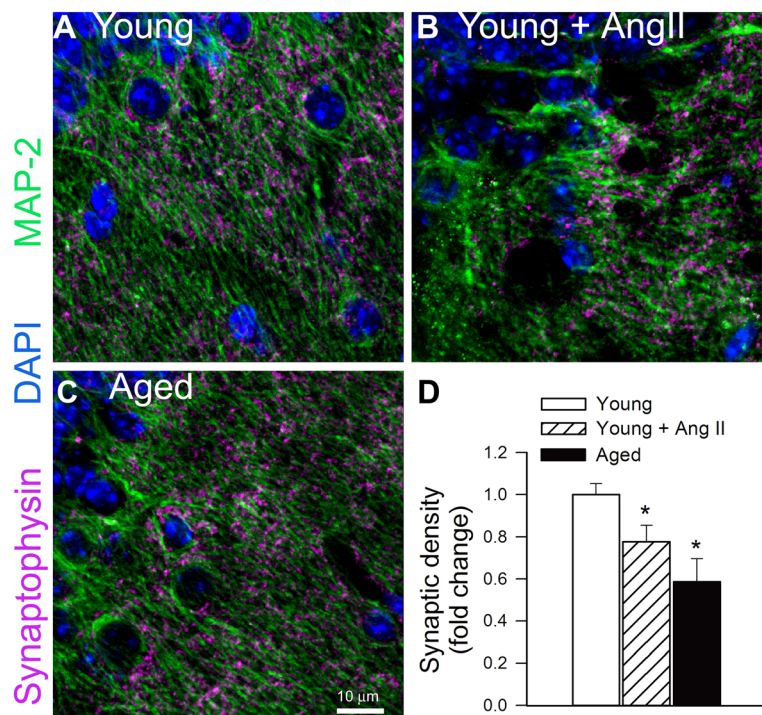 A Young
B Young + AngII
MAP-2
DAPI
Synaptophysin
C Aged
10 μm
D
Young
Young + Ang II
Aged
Synaptic density
(fold change)
1.2
1.0
0.8
0.6
0.4
0.2
0.0
*
*